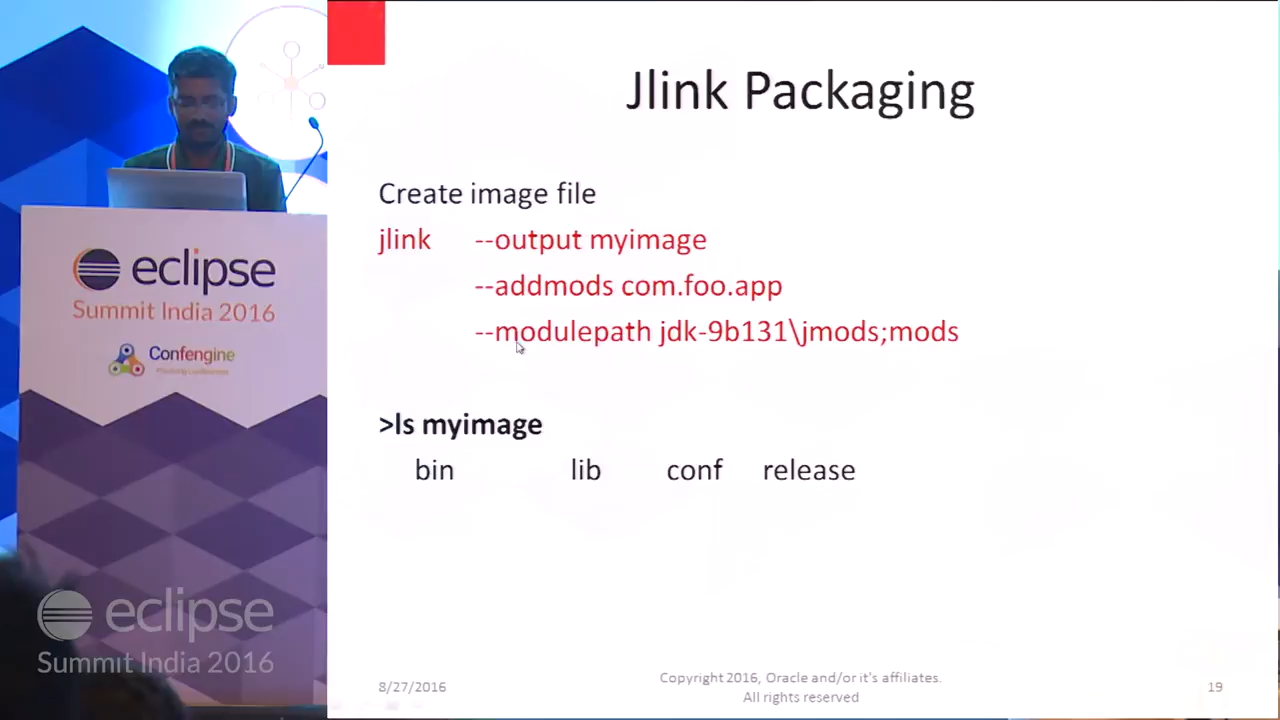 Jlink Packaging
Create image file
jlink --output myimage
--addmods com.foo.app
--modulepath jdk-9b131\jmods;mods
>ls myimage
bin lib conf release
8/27/2016
Copyright 2016, Oracle and/or it's affiliates.
All rights reserved
19
eclipse
Summit India 2016
Confengine
eclipse
Summit India 2016